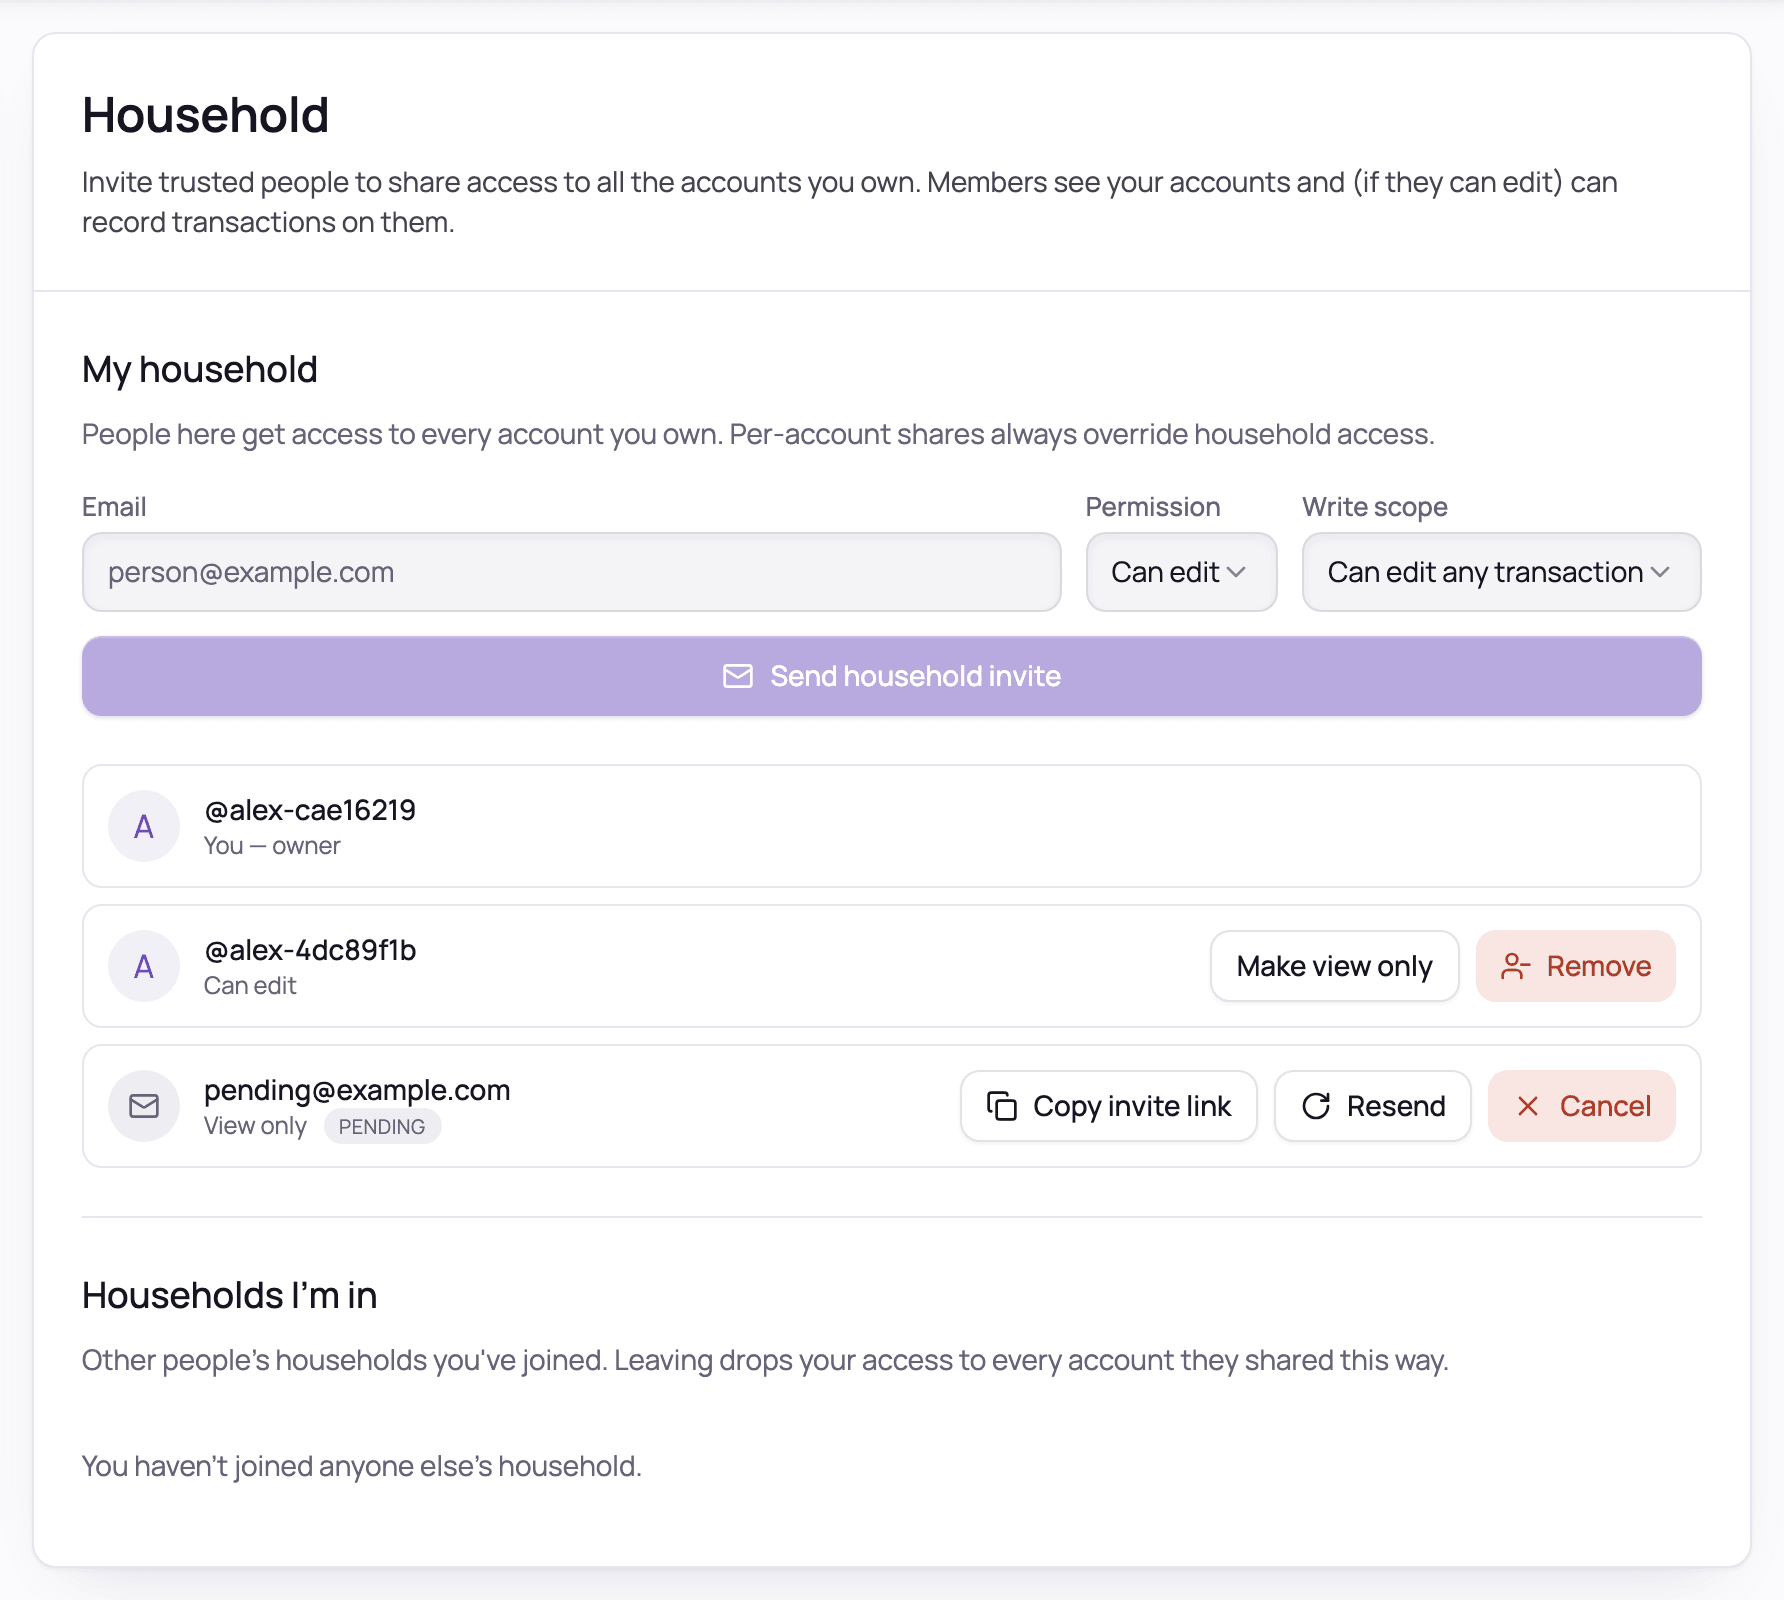 Household
Invite trusted people to share access to all the accounts you own. Members see your accounts and (if they can edit) can
record transactions on them.
My household
People here get access to every account you own. Per-account shares always override household access.
Email
Permission
Write scope
person@example.com
Can edit
Can edit any transaction
Send household invite
A
@alex-cae16219
You — owner
A
@alex-4dc89f1b
Can edit
Make view only
Remove
pending@example.com
View only
PENDING
Copy invite link
Resend
Cancel
Households I’m in
Other people’s households you've joined. Leaving drops your access to every account they shared this way.
You haven’t joined anyone else’s household.